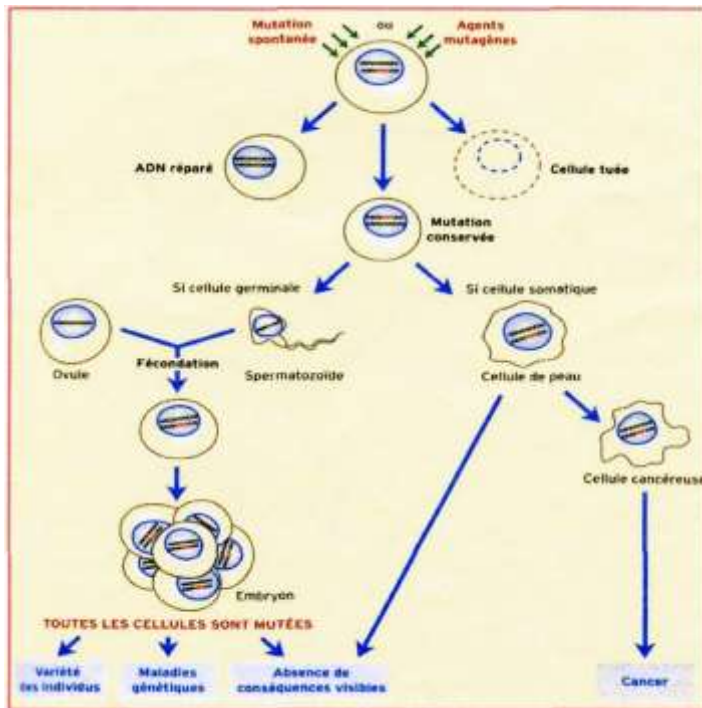 Mutation ou Agents
spontanée mutagènes
ADN réparé
Cellule tuée
Mutation
conservée
Si cellule germinale
Si cellule somatique
Fécondation
Ovule
Spermatozoïde
Cellule de peau
Cellule cancéreuse
Embryon
TOUTES LES CELLULES SONT MUTÉES
Variété Maladies Absence de
des individus génétiques conséquences visibles
Cancer